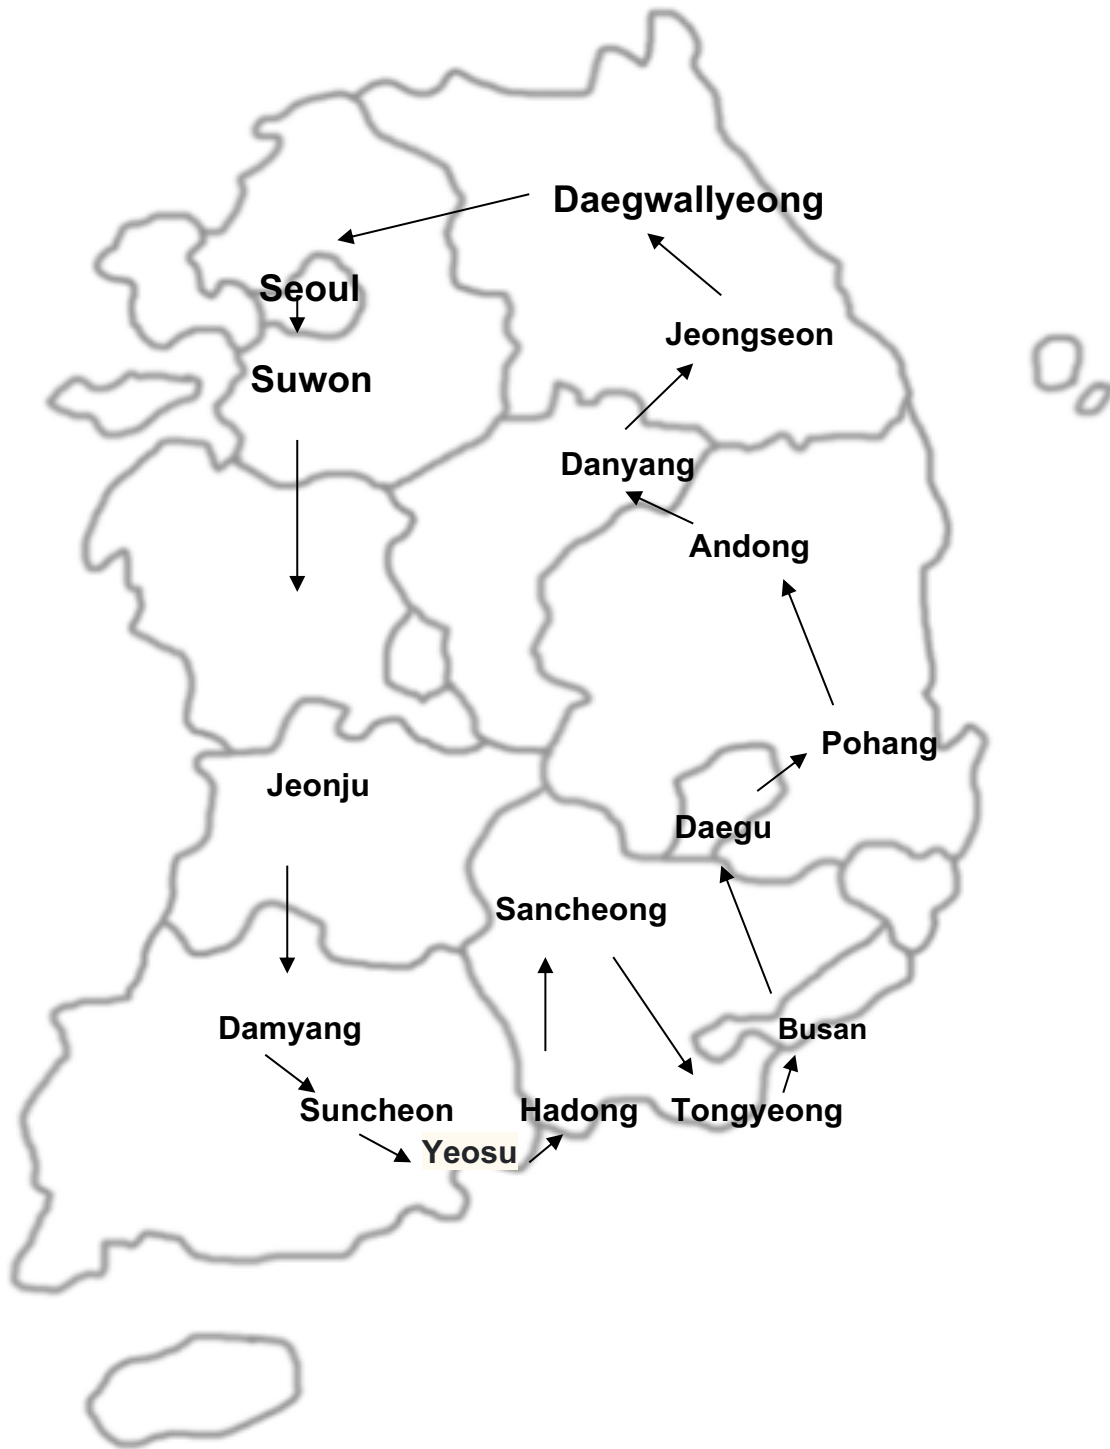 Daegwallyeong
Seoul
Jeongseon
Suwon
Danyang
Andong
Pohang
Jeonju
Daegu
Sancheong
Damyang
Busan
Suncheon
Hadong
Tongyeong
Yeosu